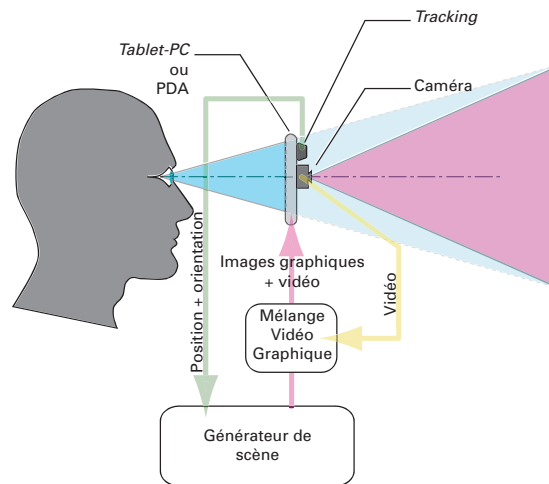 Tracking
Tablet-PC
ou
PDA
Caméra
Images graphiques
+ vidéo
Position + orientation
Vidéo
Mélange
Vidéo
Graphique
Générateur de
scène